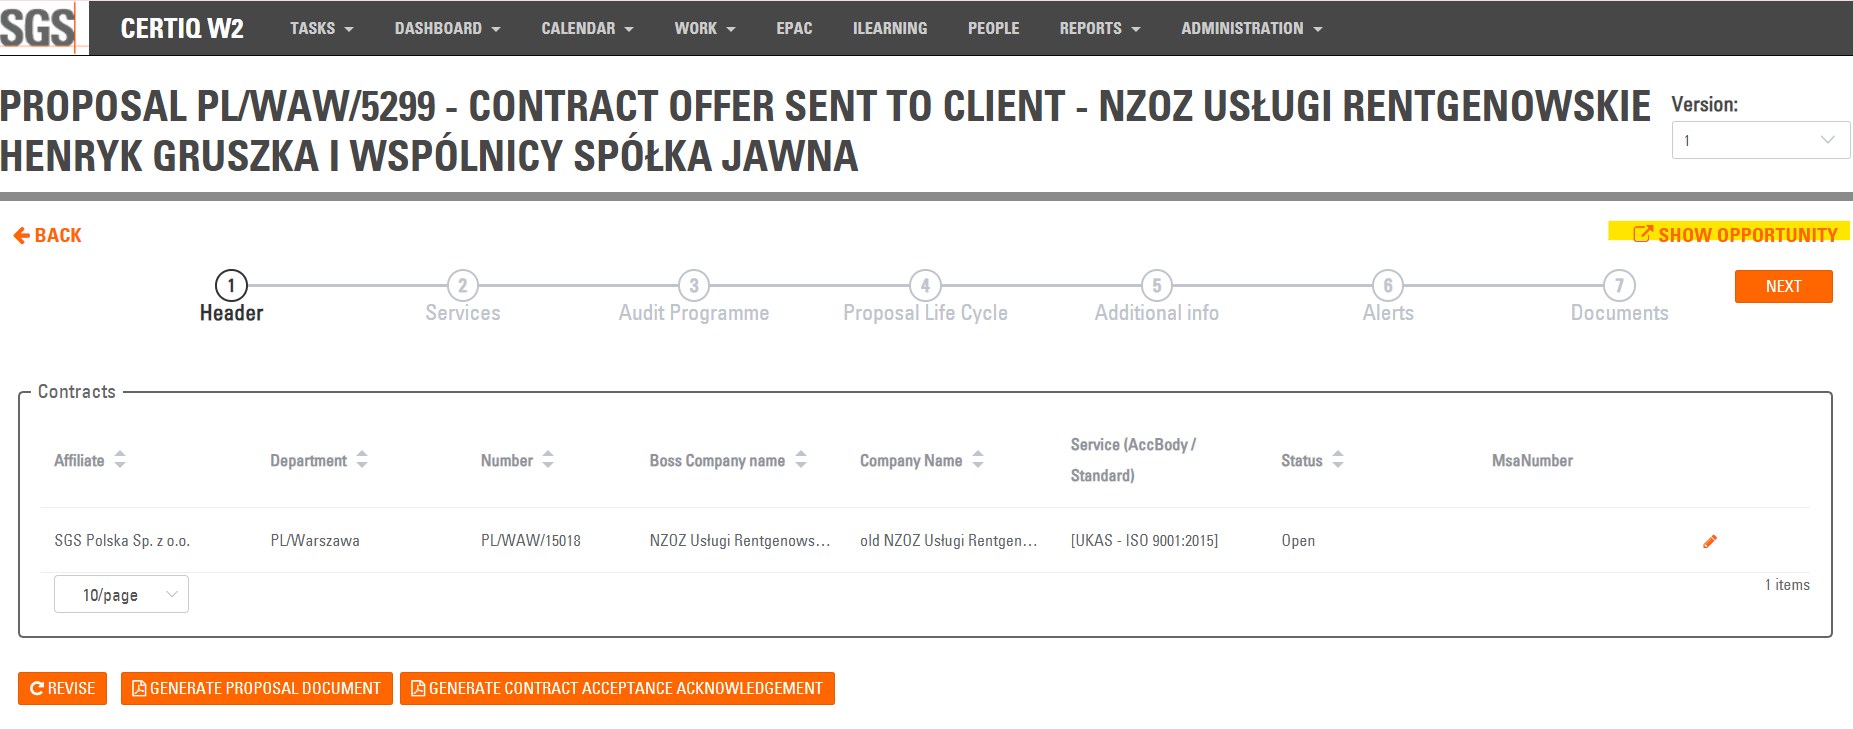 SGS CERTIQ W2 TASKS DASHBOARD CALENDAR WORK EPAC ILEARNING PEOPLE REPORTS ADMINISTRATION
PROPOSAL PL/WAW/5299 - CONTRACT OFFER SENT TO CLIENT - NZOZ USŁUGI RENTGENOWSKIE
HENRYK GRUSZKA I WSPÓLNICY SPÓŁKA JAWNA
Version:
1
BACK
SHOW OPPORTUNITY
1 2 3 4 5 6 7
NEXT
Header Services Audit Programme Proposal Life Cycle Additional info Alerts Documents
Contracts
Affiliate Department Number Boss Company name Company Name Service (AccBody / Standard) Status MsaNumber
SGS Polska Sp. z o.o. PL/Warszawa PL/WAW/15018 NZOZ Usługi Rentgenows... old NZOZ Usługi Rentgen... [UKAS - ISO 9001:2015] Open
10/page
1 items
REVISE GENERATE PROPOSAL DOCUMENT GENERATE CONTRACT ACCEPTANCE ACKNOWLEDGEMENT